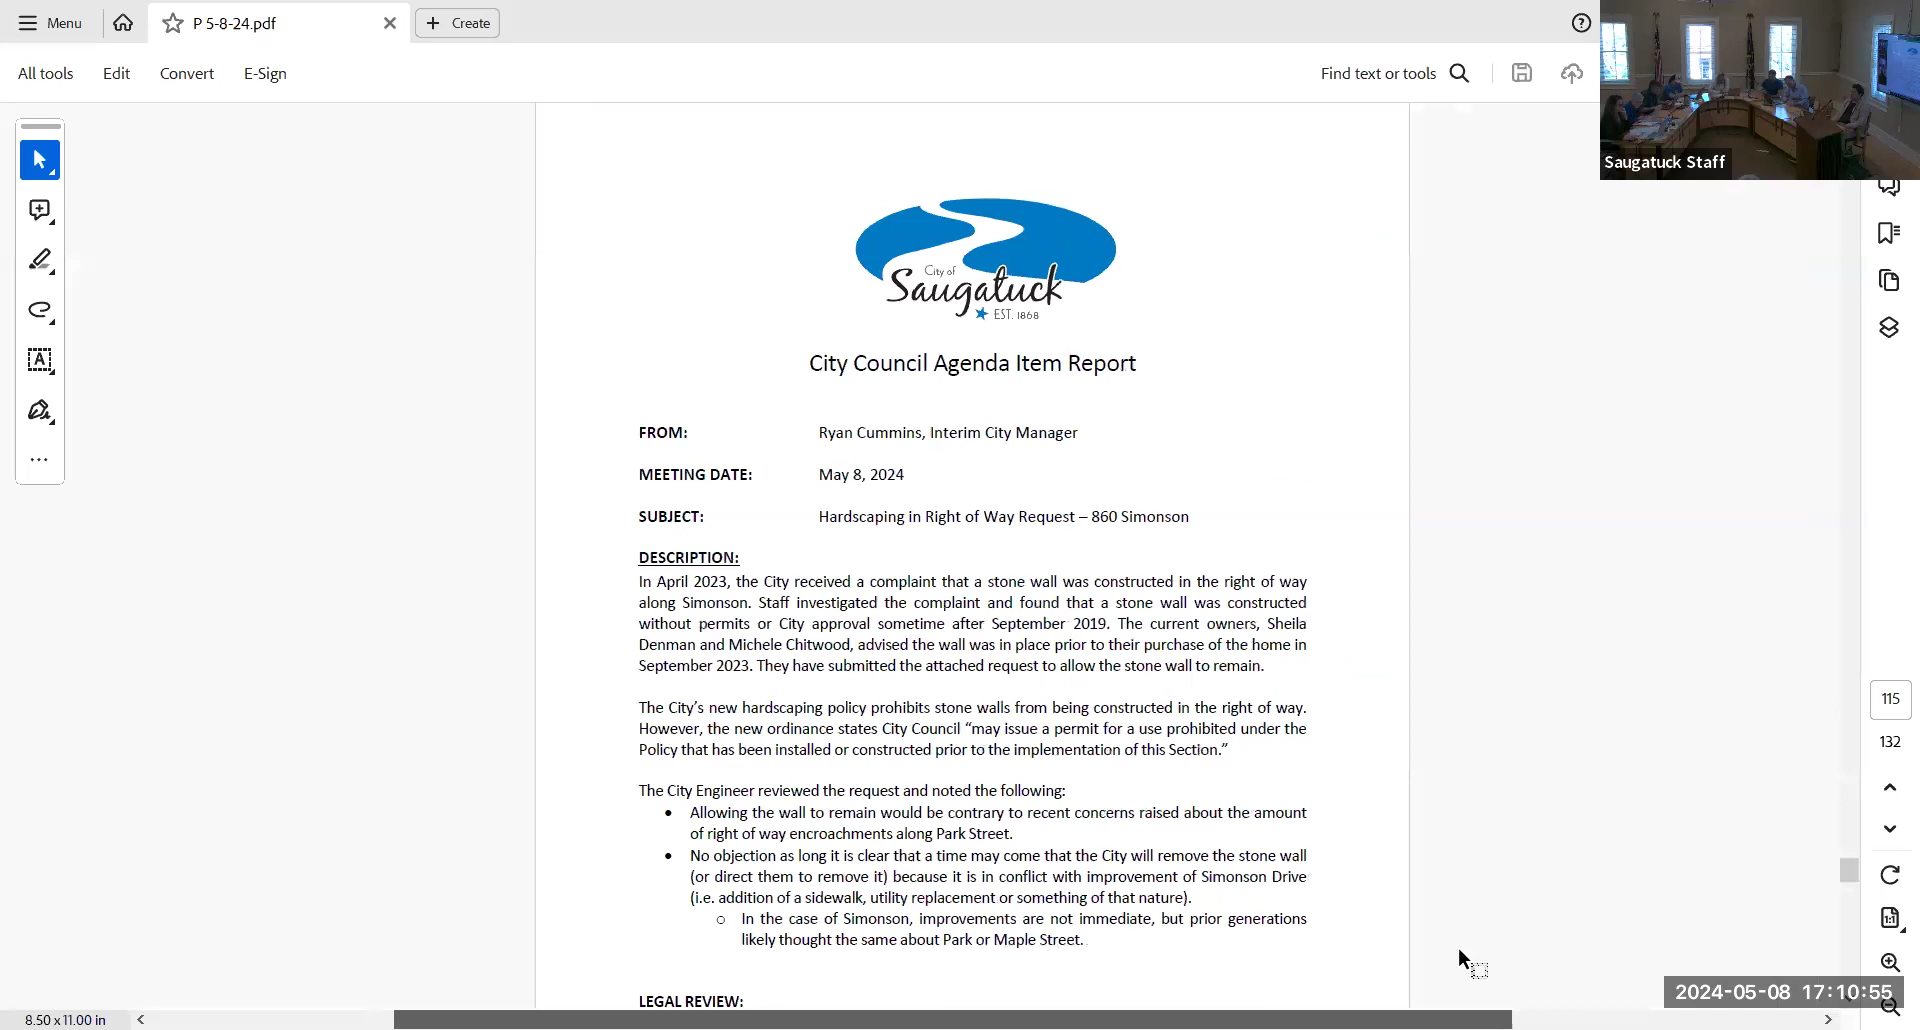 Menu
P 5-8-24.pdf
Create
All tools
Edit
Convert
E-Sign
Find text or tools
Saugatuck Staff
City of
Saugatuck
EST. 1868
City Council Agenda Item Report
FROM: Ryan Cummins, Interim City Manager
MEETING DATE: May 8, 2024
SUBJECT: Hardscaping in Right of Way Request – 860 Simonson
DESCRIPTION:
In April 2023, the City received a complaint that a stone wall was constructed in the right of way
along Simonson. Staff investigated the complaint and found that a stone wall was constructed
without permits or City approval sometime after September 2019. The current owners, Sheila
Denman and Michele Chitwood, advised the wall was in place prior to their purchase of the home in
September 2023. They have submitted the attached request to allow the stone wall to remain.
The City’s new hardscaping policy prohibits stone walls from being constructed in the right of way.
However, the new ordinance states City Council “may issue a permit for a use prohibited under the
Policy that has been installed or constructed prior to the implementation of this Section.”
The City Engineer reviewed the request and noted the following:
• Allowing the wall to remain would be contrary to recent concerns raised about the amount
of right of way encroachments along Park Street.
• No objection as long it is clear that a time may come that the City will remove the stone wall
(or direct them to remove it) because it is in conflict with improvement of Simonson Drive
(i.e. addition of a sidewalk, utility replacement or something of that nature).
o In the case of Simonson, improvements are not immediate, but prior generations
likely thought the same about Park or Maple Street.
LEGAL REVIEW:
115
132
2024-05-08 17:10:55
8.50 x 11.00 in